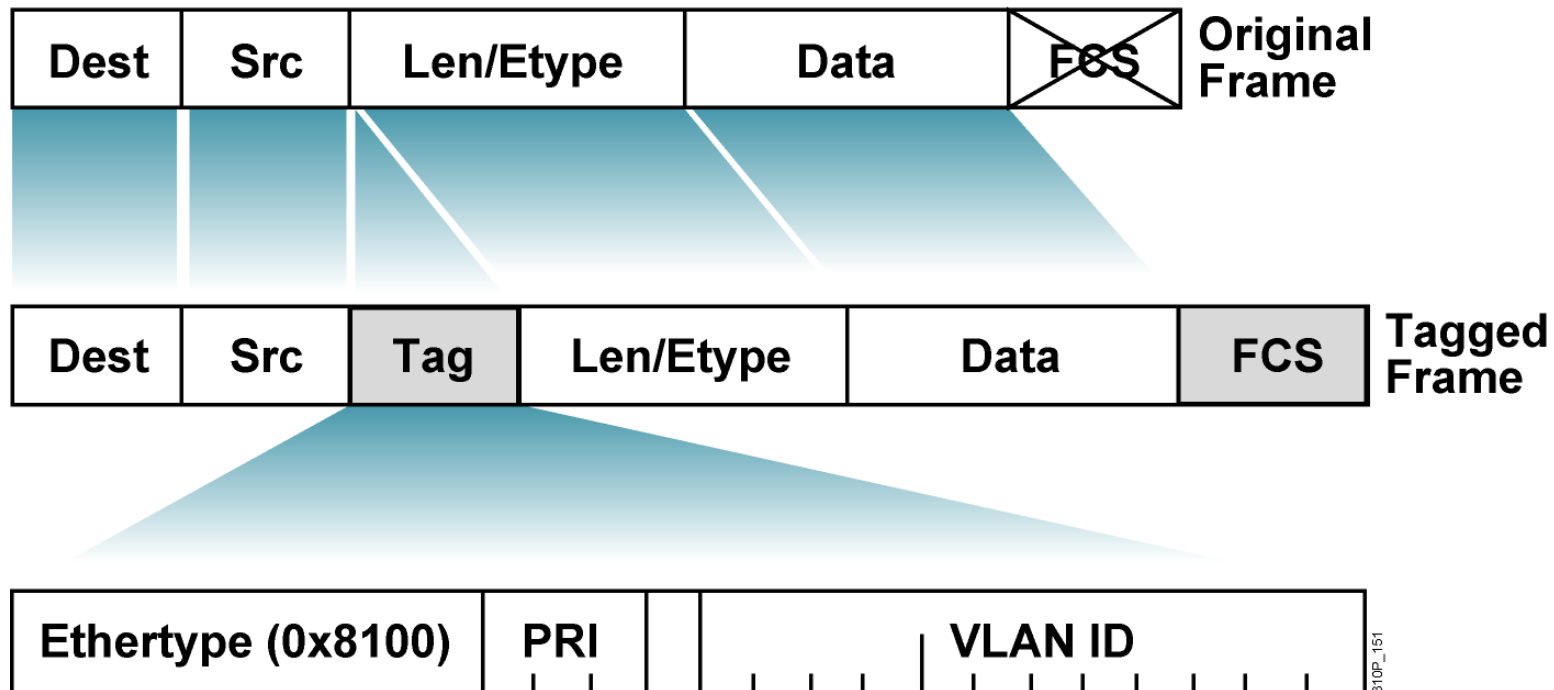 Dest Src Len/Etype Data FCS Original
Frame
Dest Src Tag Len/Etype Data FCS Tagged
Frame
Ethertype (0x8100) PRI VLAN ID